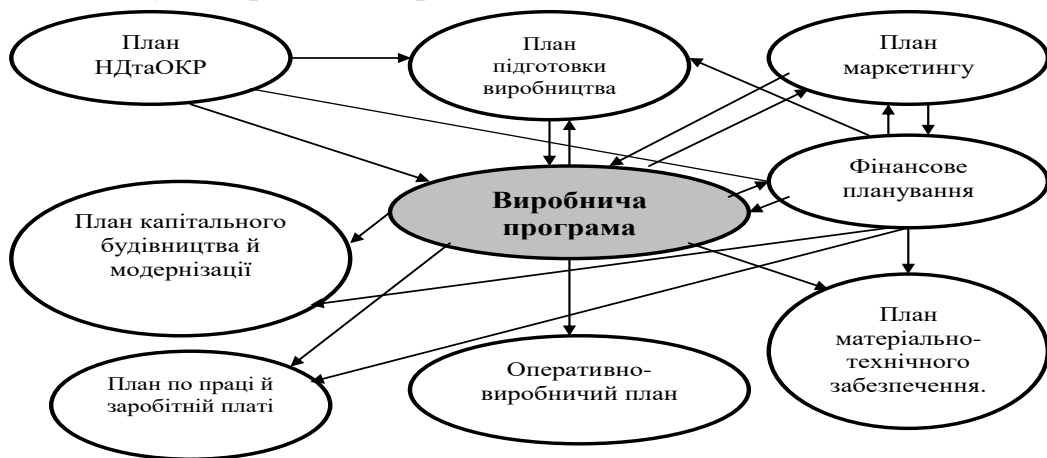 План
НДтаОКР
План
підготовки
виробництва
План
маркетингу
Виробнича
програма
Фінансове
планування
План капітального
будівництва й
модернізації
План
матеріально-
технічного
забезпечення.
План по праці й
заробітній платі
Оперативно-
виробничий план